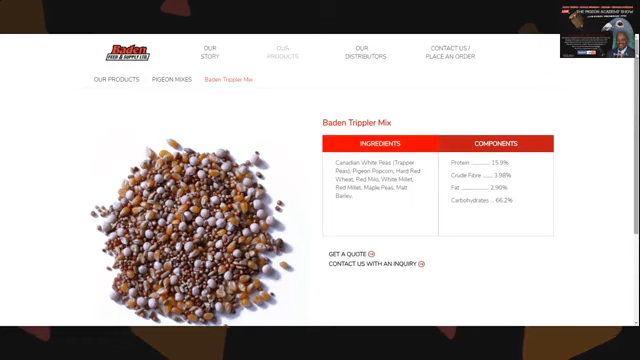 Baden
FEED & SUPPLY LTD.
OUR
STORY
OUR
PRODUCTS
OUR
DISTRIBUTORS
CONTACT US /
PLACE AN ORDER
OUR PRODUCTS
PIGEON MIXES
Baden Trippler Mix
Baden Trippler Mix
INGREDIENTS
COMPONENTS
Canadian White Peas (Trapper
Peas), Pigeon Popcorn, Hard Red
Wheat, Red Milo, White Millet,
Red Millet, Maple Peas, Malt
Barley.
Protein ............. 15.9%
Crude Fibre ....... 3.98%
Fat ................... 2.90%
Carbohydrates ... 66.2%
GET A QUOTE
CONTACT US WITH AN INQUIRY
THE PIGEON ACADEMY SHOW